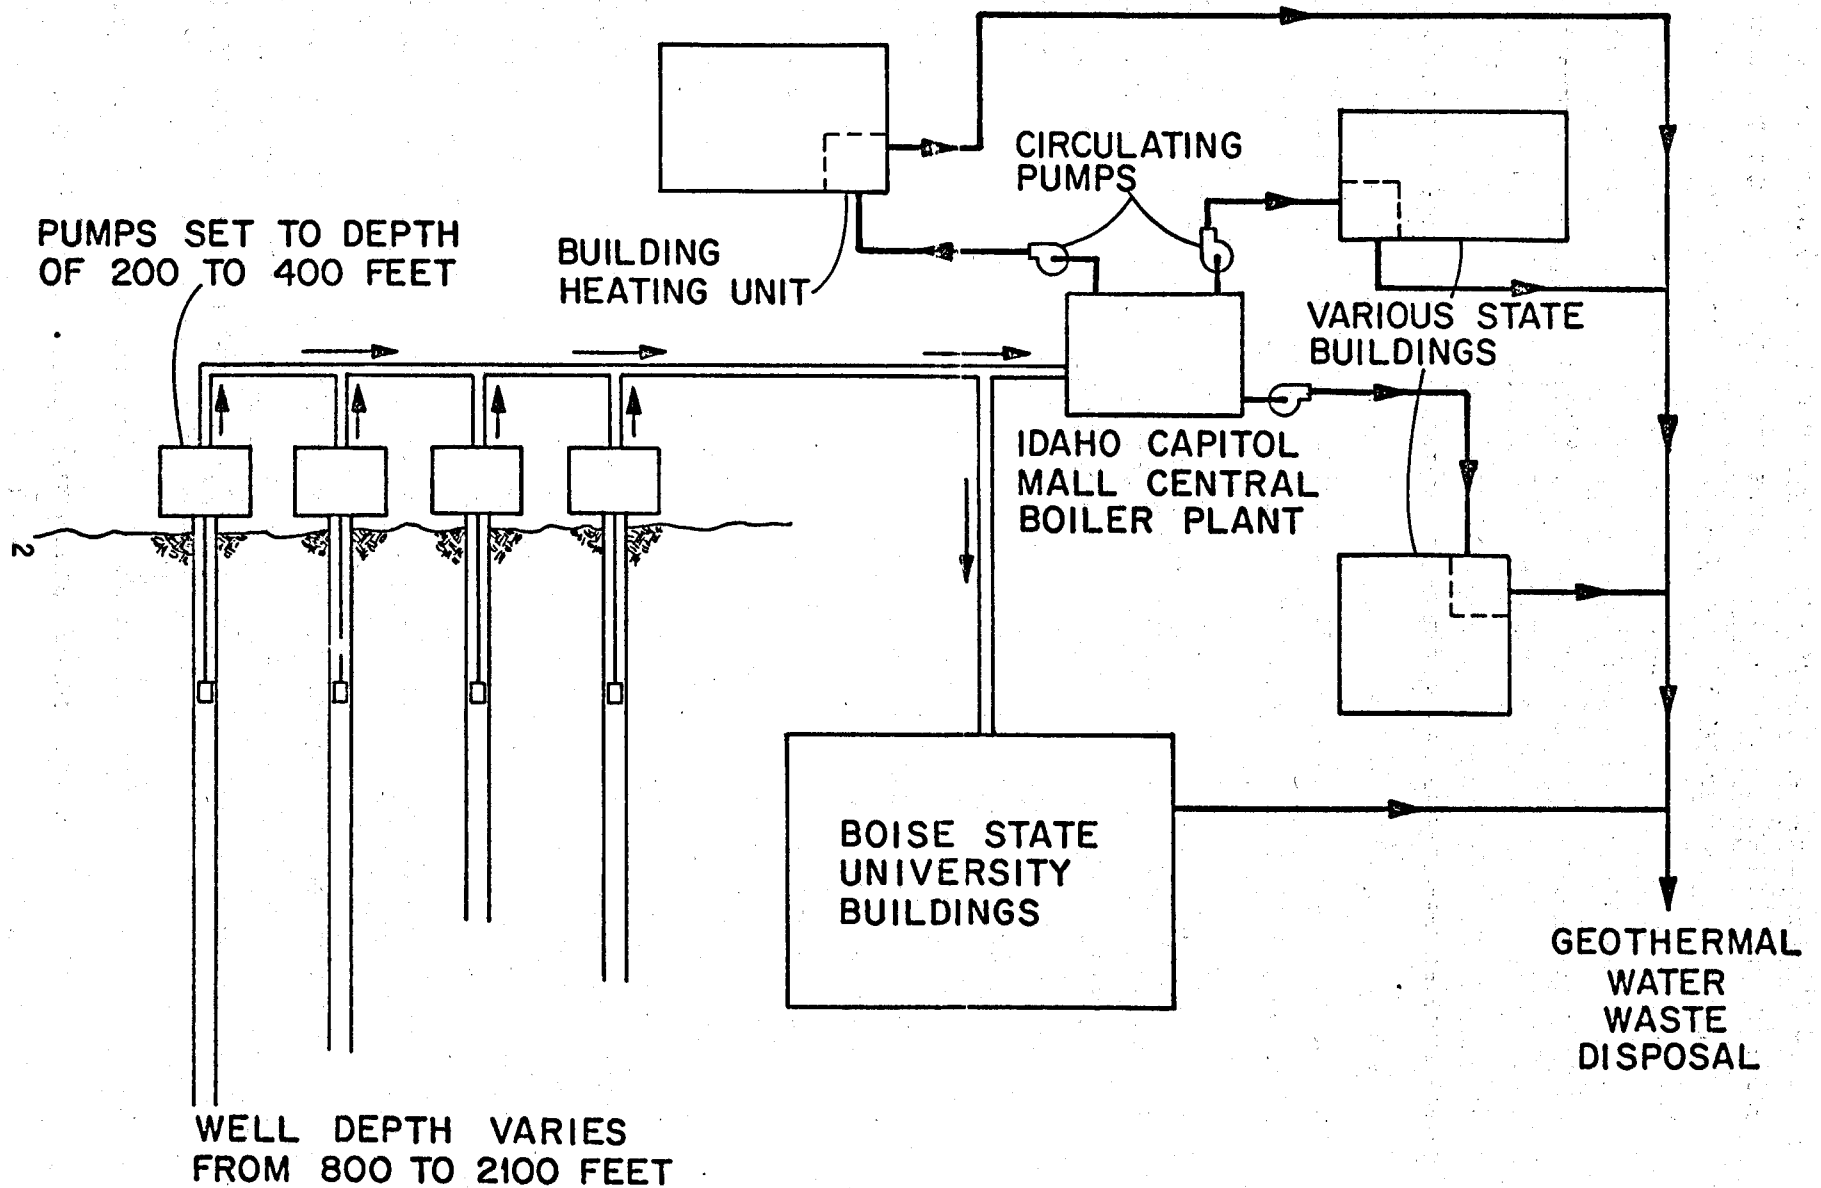 CIRCULATING
PUMPS
PUMPS SET TO DEPTH
OF 200 TO 400 FEET
BUILDING
HEATING UNIT
VARIOUS STATE
BUILDINGS
IDAHO CAPITOL
MALL CENTRAL
BOILER PLANT
2
BOISE STATE
UNIVERSITY
BUILDINGS
GEOTHERMAL
WATER
WASTE
DISPOSAL
WELL DEPTH VARIES
FROM 800 TO 2100 FEET